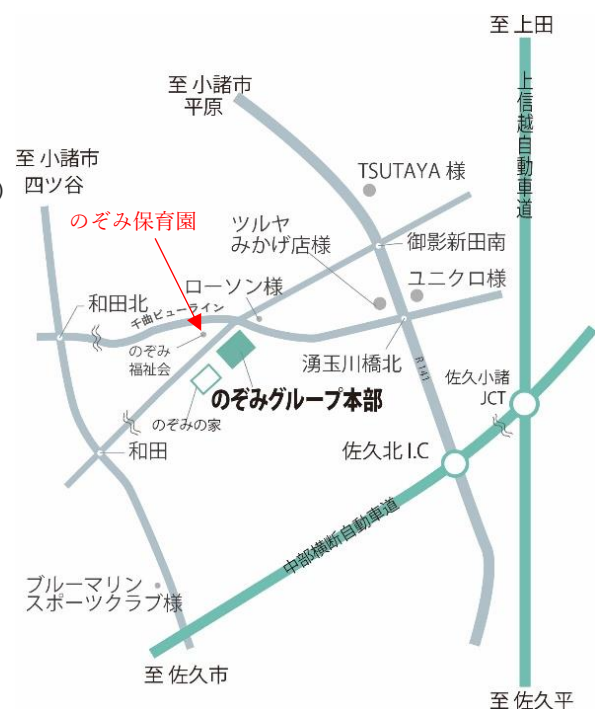 至 上田
上信越自動車道
至 小諸市
平原
至 小諸市
四ツ谷
)
TSUTAYA 様
のぞみ保育園
ツルヤ
みかげ店様
御影新田南
ローソン様
ユニクロ様
和田北
千曲ビューライン
のぞみ
福祉会
湧玉川橋北
R 141
佐久小諸
JCT
のぞみグループ本部
のぞみの家
和田
佐久北 I.C
中部横断自動車道
ブルーマリン
スポーツクラブ様
至 佐久市
至 佐久平